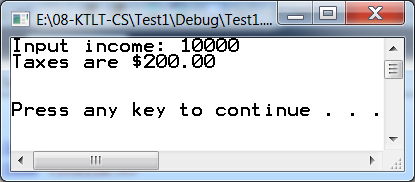 E:\08-KTLT-CS\Test1\Debug\Test1....
Input income: 10000
Taxes are $200.00
Press any key to continue . . .